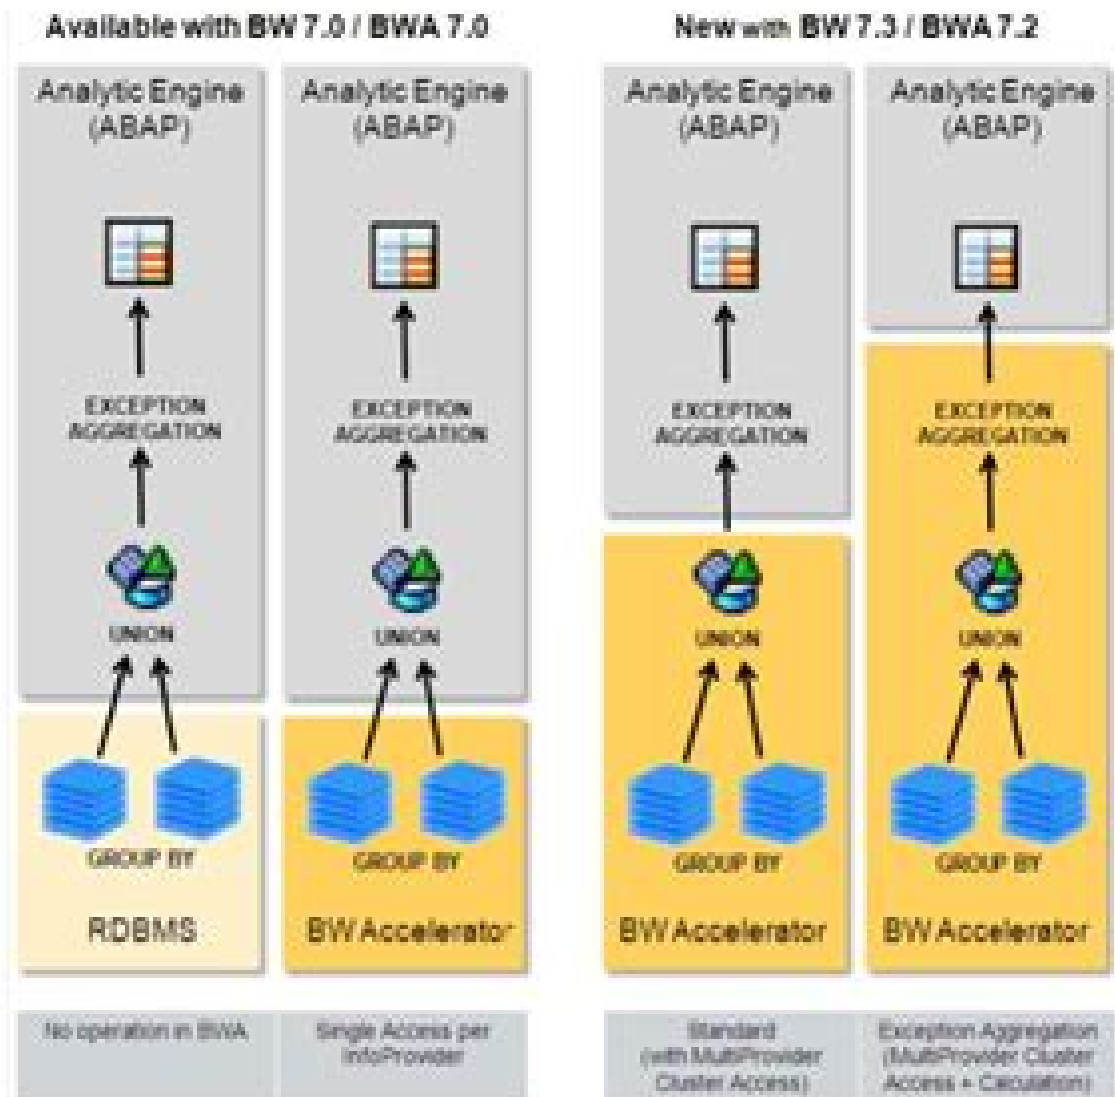 Available with BW 7.0 / BWA 7.0
Analytic Engine
(ABAP)
EXCEPTION
AGGREGATION
UNION
GROUP BY
RDBMS
No operation in BWA
Analytic Engine
(ABAP)
EXCEPTION
AGGREGATION
UNION
GROUP BY
BW Accelerator
Single Access per
InfoProvider
New with BW 7.3 / BWA 7.2
Analytic Engine
(ABAP)
EXCEPTION
AGGREGATION
UNION
GROUP BY
BW Accelerator
Standard
(with MultiProvider
Cluster Access)
Analytic Engine
(ABAP)
EXCEPTION
AGGREGATION
UNION
GROUP BY
BW Accelerator
Exception Aggregation
(MultiProvider Cluster
Access + Calculation)